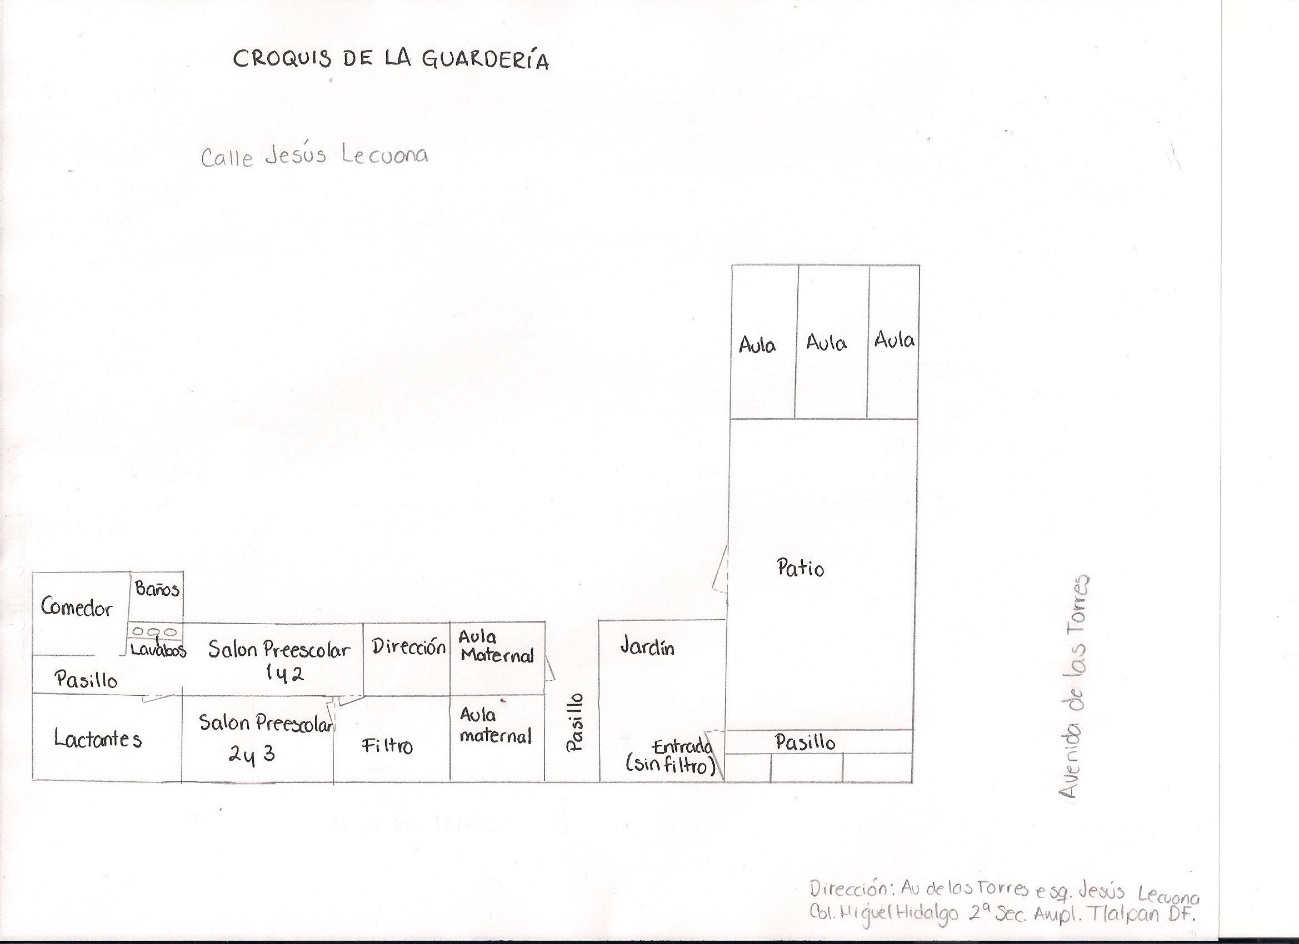 CROQUIS DE LA GUARDERÍA
Calle Jesús Lecuona
Aula
Aula
Aula
Patio
Baños
Comedor
Lavabos
Salon Preescolar
1 y 2
Dirección
Aula
Maternal
Jardín
Pasillo
Lactantes
Salon Preescolar
2 y 3
Filtro
Aula
maternal
Pasillo
Entrada
(sin filtro)
Pasillo
Avenida de las Torres
Dirección: Av de las Torres esq. Jesús Lecuona
Col. Miguel Hidalgo 2ª Sec. Ampl. Tlalpan DF.